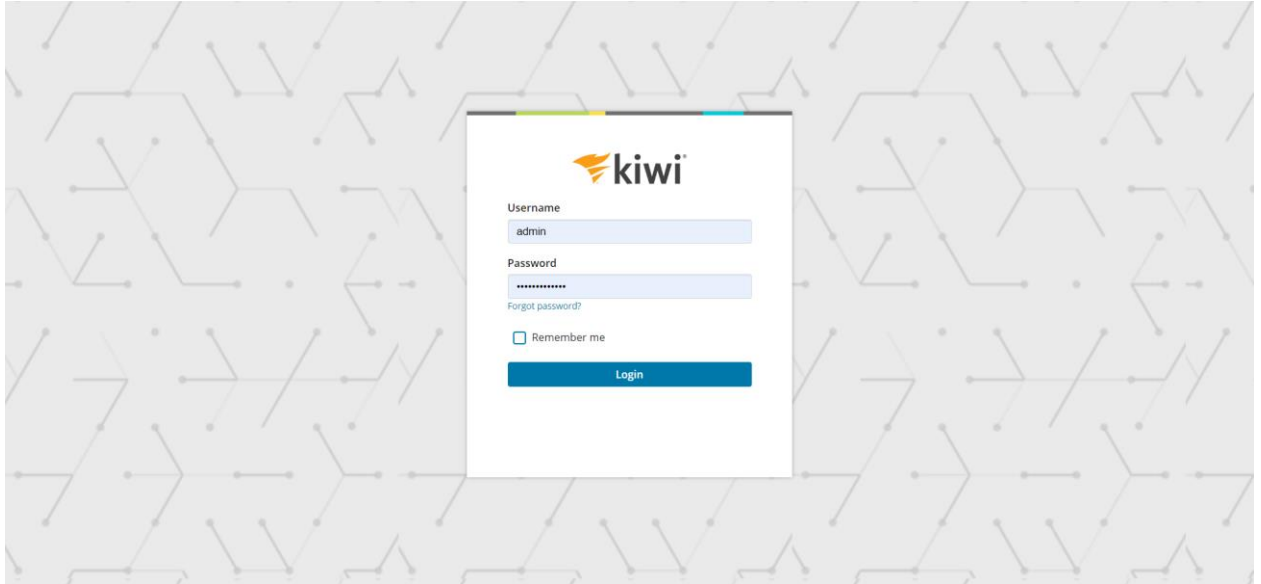 kiwi
Username
admin
Password
•••••••••••••
Forgot password?
Remember me
Login